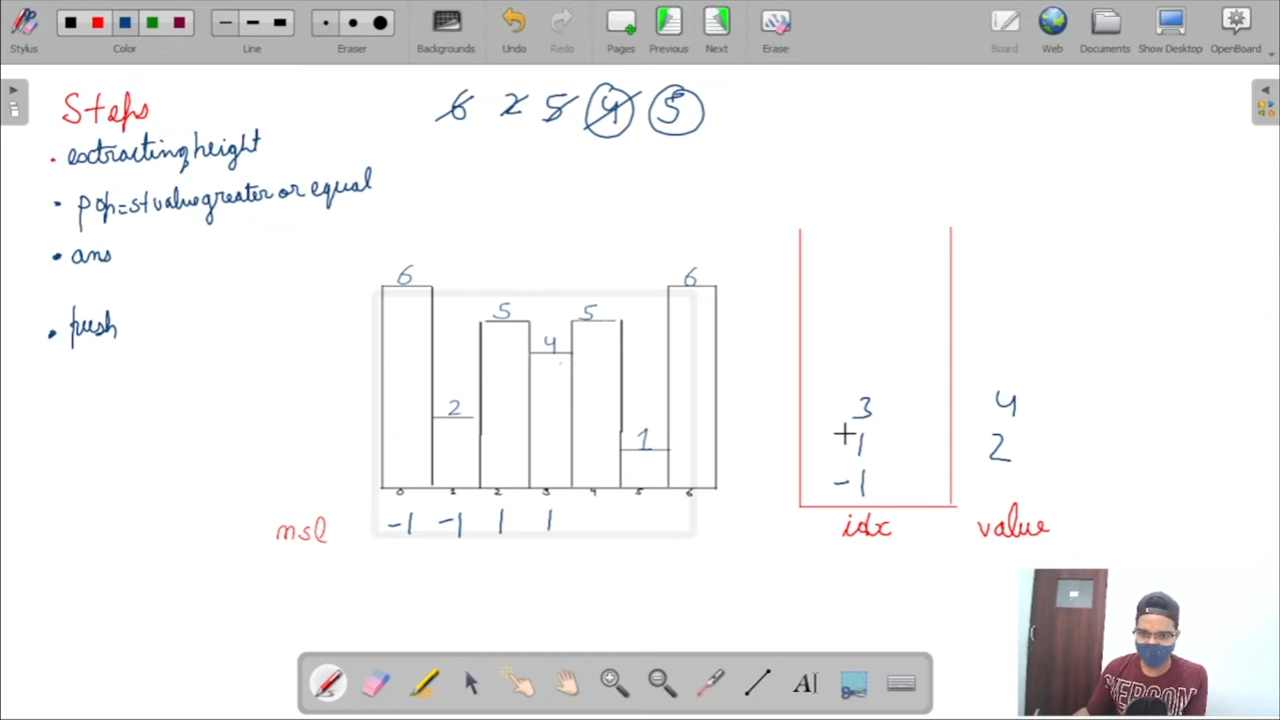 Stylus Color Line Eraser Backgrounds Undo Redo Pages Previous Next Erase Board Web Documents Show Desktop OpenBoard
Steps
6 2 5 4 5
• extracting height
• pop = st value greater or equal
• ans
• push
6 2 5 4 5 1 6
0 1 2 3 4 5 6
nsl -1 -1 1 1
3 4
1 2
-1
idx value